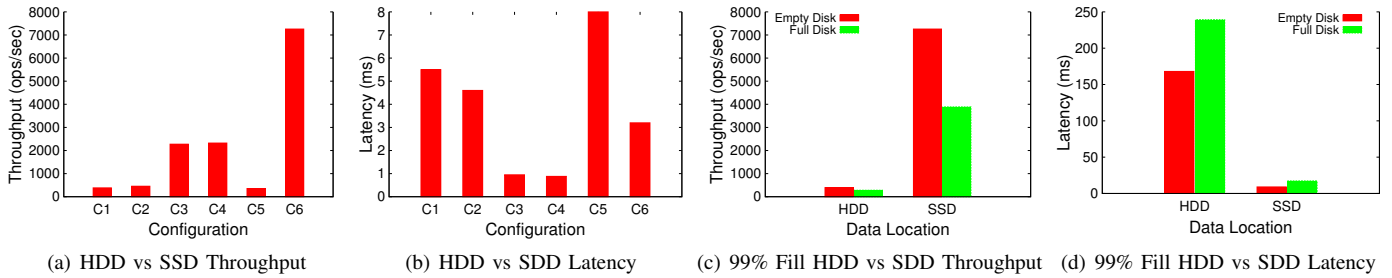 8000
7000
6000
5000
4000
3000
2000
1000
0
Throughput (ops/sec)
C1 C2 C3 C4 C5 C6
Configuration
(a) HDD vs SSD Throughput
8
6
4
2
0
Latency (ms)
C1 C2 C3 C4 C5 C6
Configuration
(b) HDD vs SDD Latency
8000
7000
6000
5000
4000
3000
2000
1000
0
Throughput (ops/sec)
Empty Disk
Full Disk
HDD SSD
Data Location
(c) 99% Fill HDD vs SDD Throughput
250
200
150
100
50
0
Latency (ms)
Empty Disk
Full Disk
HDD SSD
Data Location
(d) 99% Fill HDD vs SDD Latency